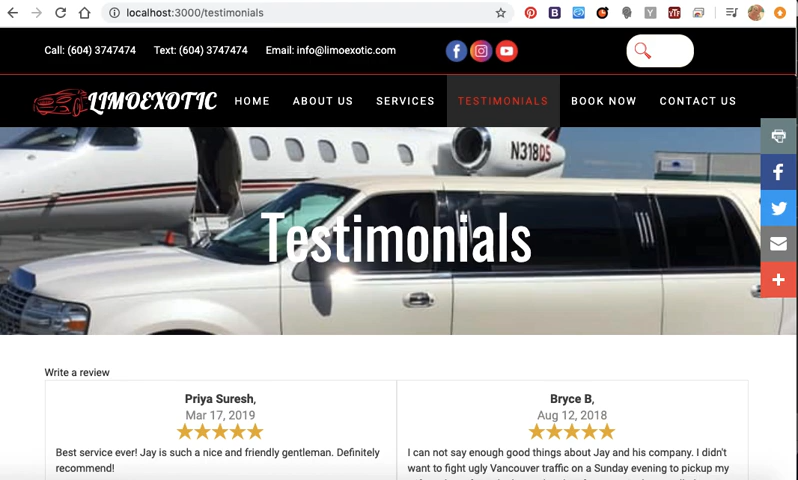 localhost:3000/testimonials
Call: (604) 3747474 Text: (604) 3747474 Email: info@limoexotic.com
LIMOEXOTIC HOME ABOUT US SERVICES TESTIMONIALS BOOK NOW CONTACT US
N318QS
Testimonials
Write a review
Priya Suresh,
Mar 17, 2019
Best service ever! Jay is such a nice and friendly gentleman. Definitely
recommend!
Bryce B,
Aug 12, 2018
I can not say enough good things about Jay and his company. I didn't
want to fight ugly Vancouver traffic on a Sunday evening to pickup my